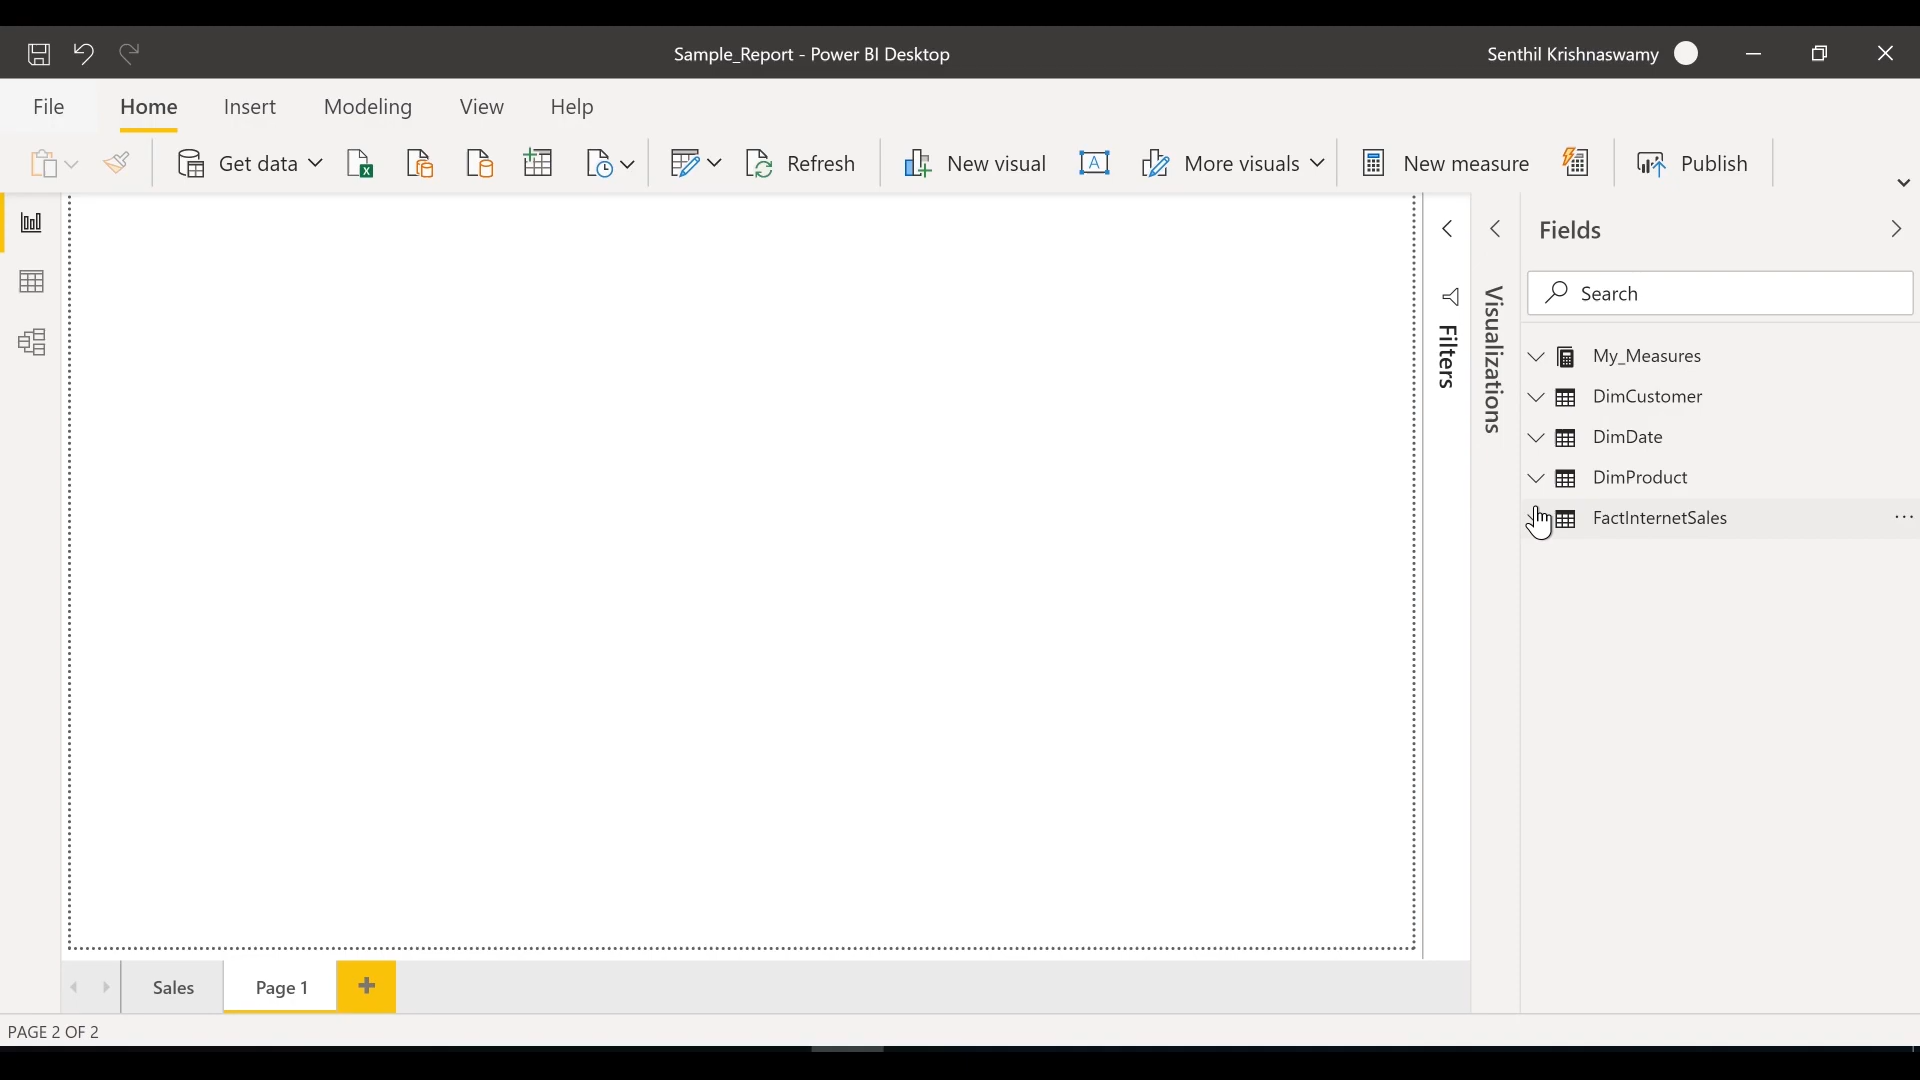 Sample_Report - Power BI Desktop
Senthil Krishnaswamy
File Home Insert Modeling View Help
Get data Refresh New visual A More visuals New measure Publish
Fields
Search
Filters
Visualizations
My_Measures
DimCustomer
DimDate
DimProduct
FactInternetSales
Sales Page 1
PAGE 2 OF 2